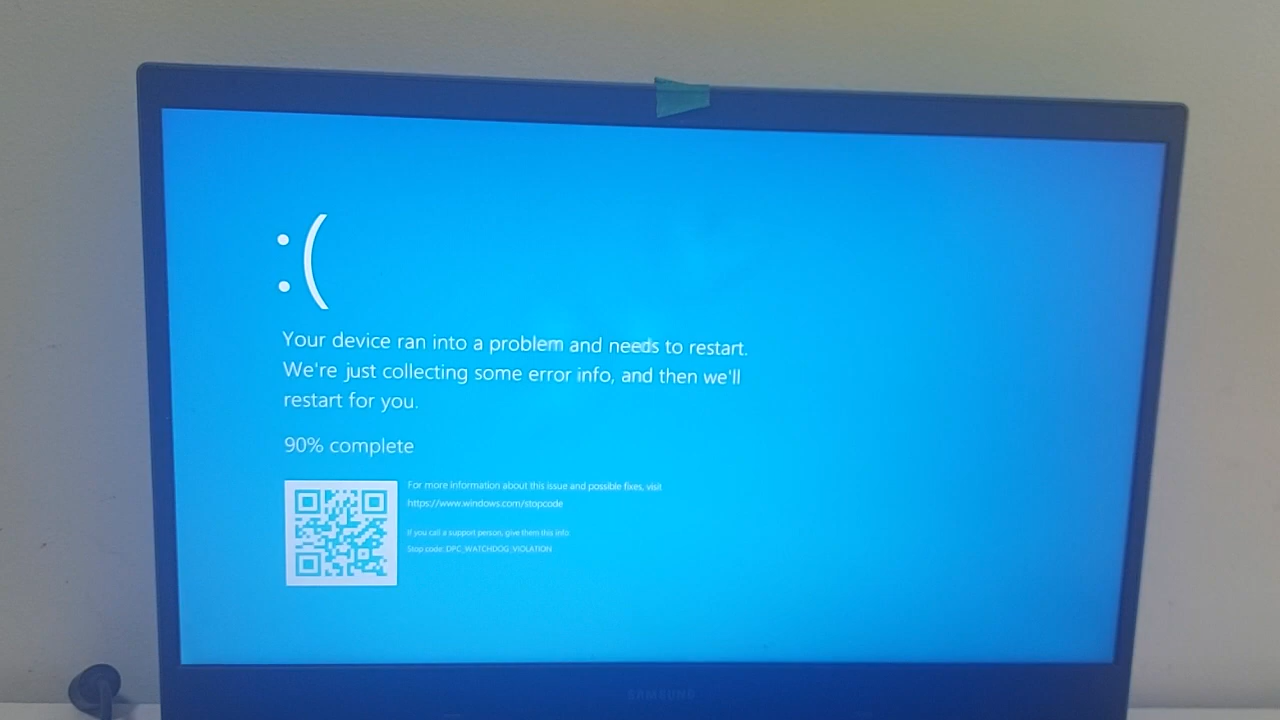 :(
Your device ran into a problem and needs to restart.
We're just collecting some error info, and then we'll
restart for you.
90% complete
For more information about this issue and possible fixes, visit
https://www.windows.com/stopcode
If you call a support person, give them this info
Stop code: DPC_WATCHDOG_VIOLATION
SAMSUNG